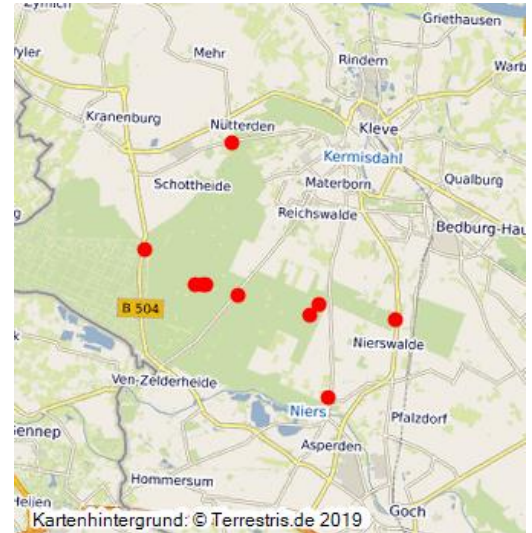 Zyfflich
Griethausen
Mehr
Rindern
Wyler
Warb
Kranenburg
Nütterden
Kleve
Kermisdahl
Schottheide
Materborn
Qualburg
Reichswalde
Bedburg-Hau
B 504
Nierswalde
Ven-Zelderheide
Niers
Pfalzdorf
Gennep
Asperden
Hommersum
Heijen
Goch
Kartenhintergrund: © Terrestris.de 2019